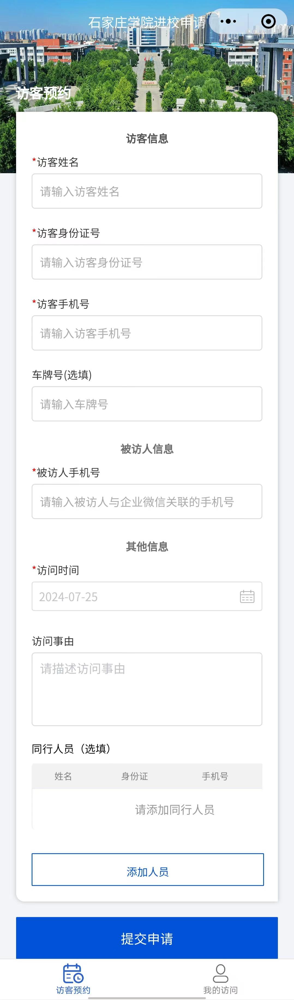 石家庄学院进校申请
访客预约
访客信息
*访客姓名
请输入访客姓名
*访客身份证号
请输入访客身份证号
*访客手机号
请输入访客手机号
车牌号(选填)
请输入车牌号
被访人信息
*被访人手机号
请输入被访人与企业微信关联的手机号
其他信息
*访问时间
2024-07-25
访问事由
请描述访问事由
同行人员（选填）
姓名 身份证 手机号
请添加同行人员
添加人员
提交申请
访客预约 我的访问